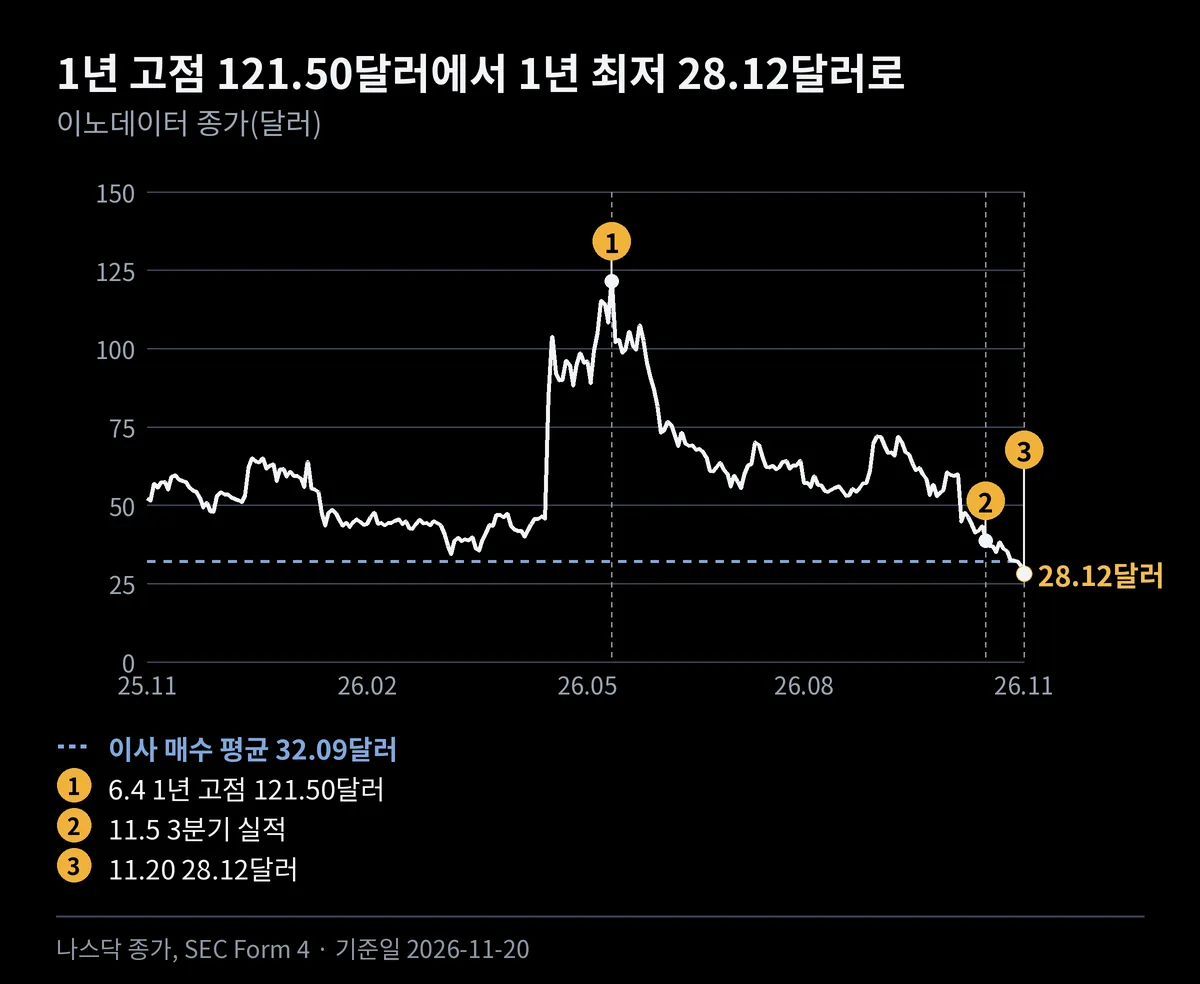 1년 고점 121.50달러에서 1년 최저 28.12달러로
이노데이터 종가(달러)
150
125
100
75
50
25
0
1
2
3
28.12달러
25.11 26.02 26.05 26.08 26.11
이사 매수 평균 32.09달러
1 6.4 1년 고점 121.50달러
2 11.5 3분기 실적
3 11.20 28.12달러
나스닥 종가, SEC Form 4 · 기준일 2026-11-20